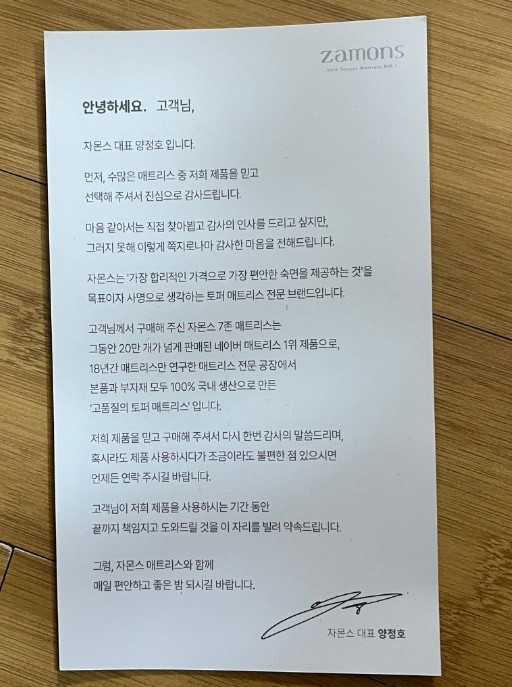 zamons
안녕하세요. 고객님,
자몬스 대표 양정호 입니다.
먼저, 수많은 매트리스 중 저희 제품을 믿고
선택해 주셔서 진심으로 감사드립니다.
마음 같아서는 직접 찾아뵙고 감사의 인사를 드리고 싶지만,
그러지 못해 이렇게 쪽지로나마 감사한 마음을 전해드립니다.
자몬스는 '가장 합리적인 가격으로 가장 편안한 숙면을 제공하는 것'을
목표이자 사명으로 생각하는 토퍼 매트리스 전문 브랜드입니다.
고객님께서 구매해 주신 자몬스 7존 매트리스는
그동안 20만 개가 넘게 판매된 네이버 매트리스 1위 제품으로,
18년간 매트리스만 연구한 매트리스 전문 공장에서
본품과 부자재 모두 100% 국내 생산으로 만든
'고품질의 토퍼 매트리스' 입니다.
저희 제품을 믿고 구매해 주셔서 다시 한번 감사의 말씀드리며,
혹시라도 제품 사용하시다가 조금이라도 불편한 점 있으시면
언제든 연락 주시길 바랍니다.
고객님이 저희 제품을 사용하시는 기간 동안
끝까지 책임지고 도와드릴 것을 이 자리를 빌려 약속드립니다.
그럼, 자몬스 매트리스와 함께
매일 편안하고 좋은 밤 되시길 바랍니다.
자몬스 대표 양정호